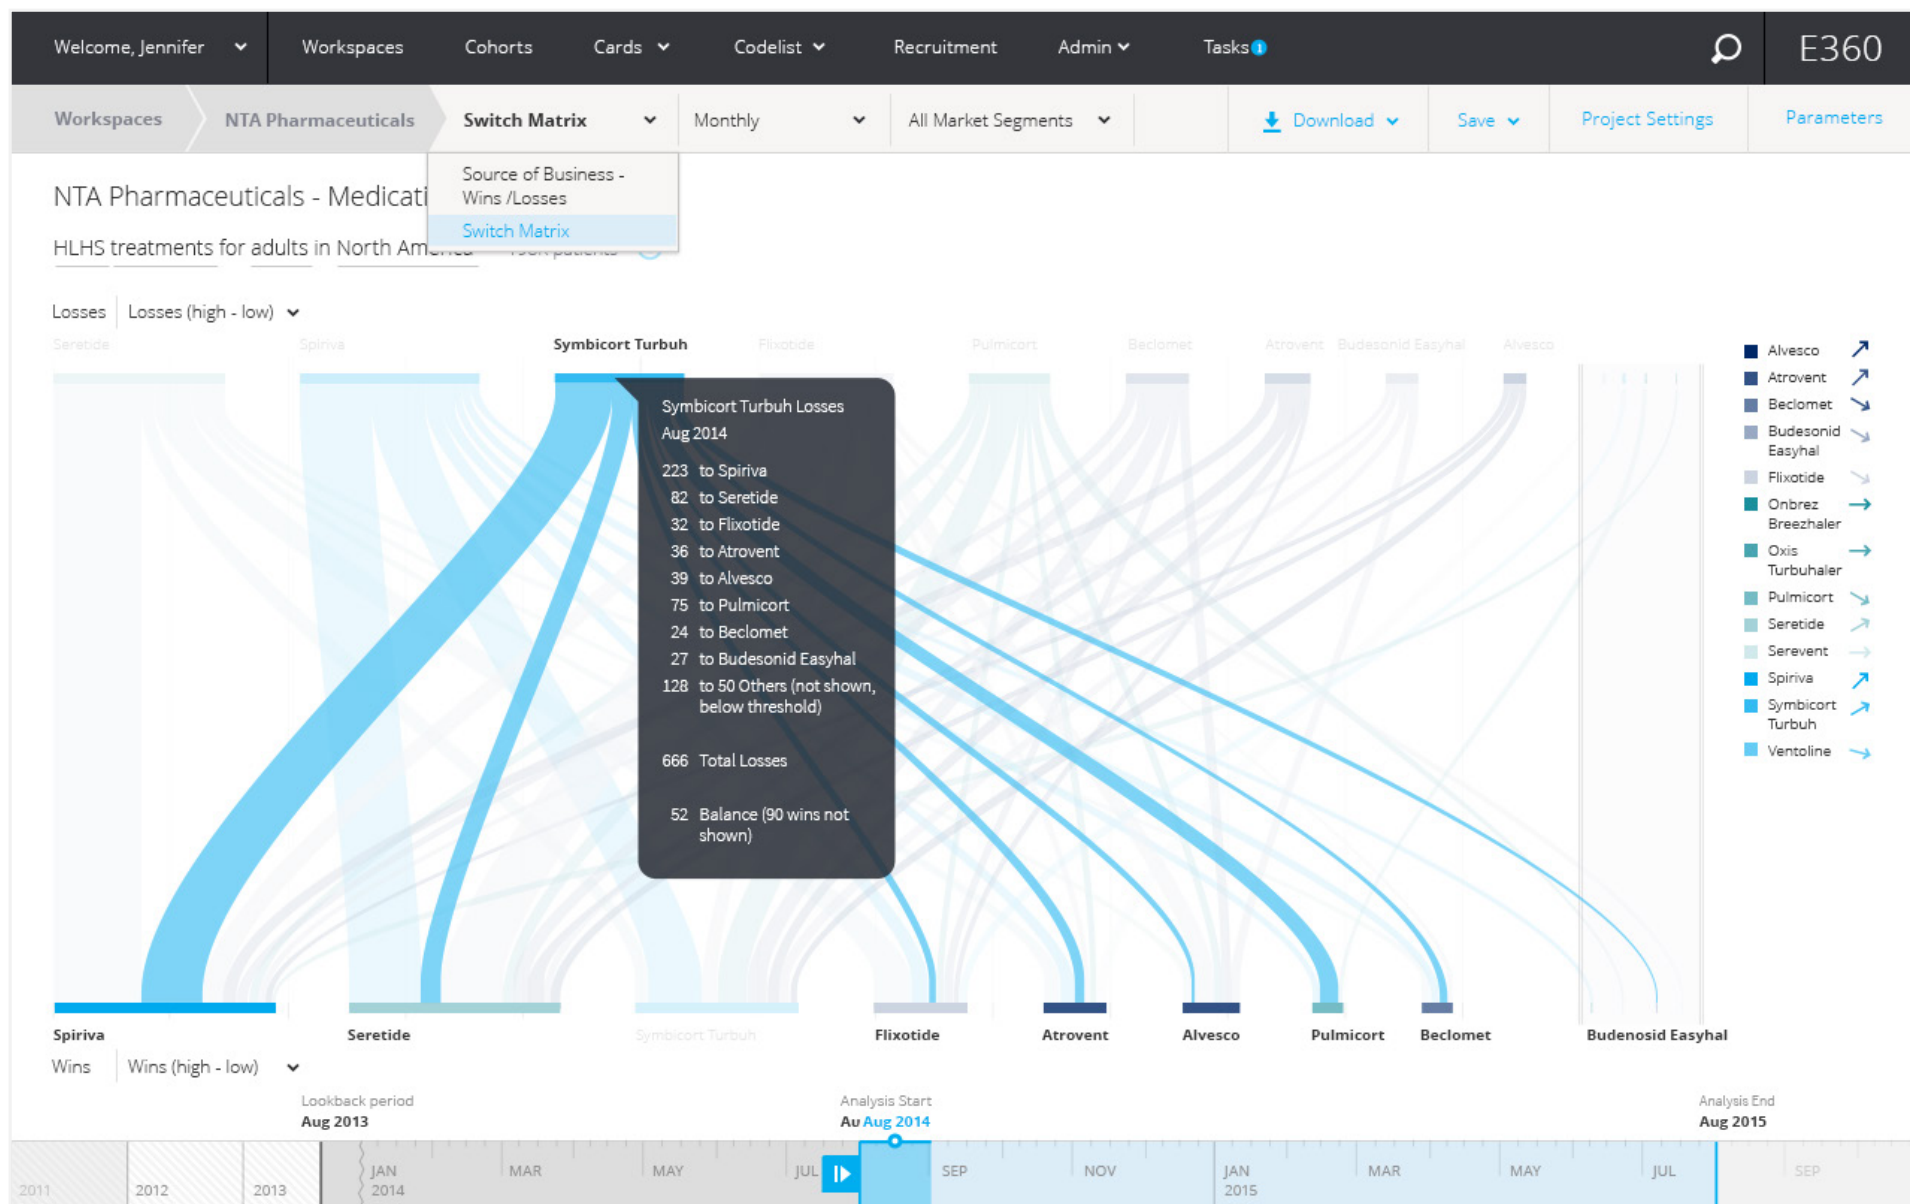 Welcome, Jennifer Workspaces Cohorts Cards Codelist Recruitment Admin Tasks 1 E360
Workspaces NTA Pharmaceuticals Switch Matrix Monthly All Market Segments Download Save Project Settings Parameters
Source of Business -
Wins /Losses
Switch Matrix
NTA Pharmaceuticals - Medicati
HLHS treatments for adults in North America patients
Losses Losses (high - low)
Seretide Spiriva Symbicort Turbuh Flixotide Pulmicort Beclomet Atrovent Budesonid Easyhal Alvesco
Symbicort Turbuh Losses
Aug 2014
223 to Spiriva
82 to Seretide
32 to Flixotide
36 to Atrovent
39 to Alvesco
75 to Pulmicort
24 to Beclomet
27 to Budesonid Easyhal
128 to 50 Others (not shown,
below threshold)
666 Total Losses
52 Balance (90 wins not
shown)
Alvesco
Atrovent
Beclomet
Budesonid
Easyhal
Flixotide
Onbrez
Breezhaler
Oxis
Turbuhaler
Pulmicort
Seretide
Serevent
Spiriva
Symbicort
Turbuh
Ventoline
Spiriva Seretide Symbicort Turbuh Flixotide Atrovent Alvesco Pulmicort Beclomet Budenosid Easyhal
Wins Wins (high - low)
Lookback period Analysis Start Analysis End
Aug 2013 Au Aug 2014 Aug 2015
JAN MAR MAY JUL SEP NOV JAN MAR MAY JUL SEP
2011 2012 2013 2014 2015